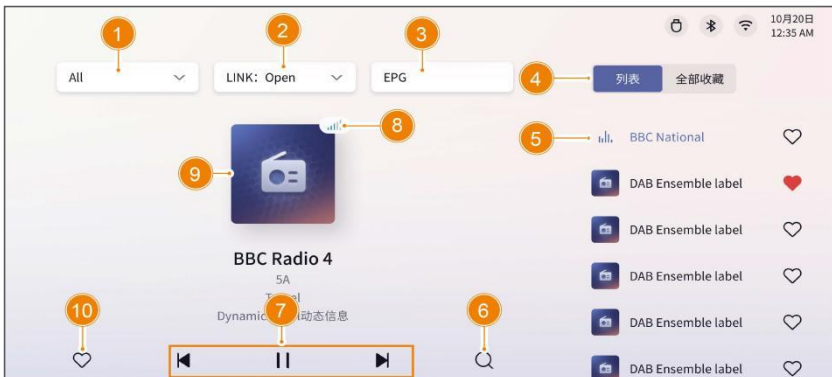 10月20日
12:35 AM
1
2
3
4
All
LINK: Open
EPG
列表
全部收藏
8
5
BBC National
9
DAB Ensemble label
DAB Ensemble label
BBC Radio 4
5A
DAB Ensemble label
Dynamic 动态信息
10
7
6
DAB Ensemble label
DAB Ensemble label